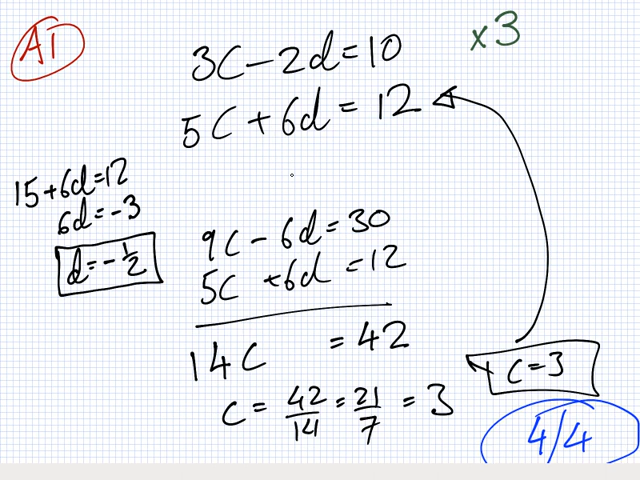 A1
3c - 2d = 10
x3
5c + 6d = 12
15 + 6d = 12
6d = -3
d = -1/2
9c - 6d = 30
5c + 6d = 12
14c = 42
c = 42/14 = 21/7 = 3
c = 3
4/4